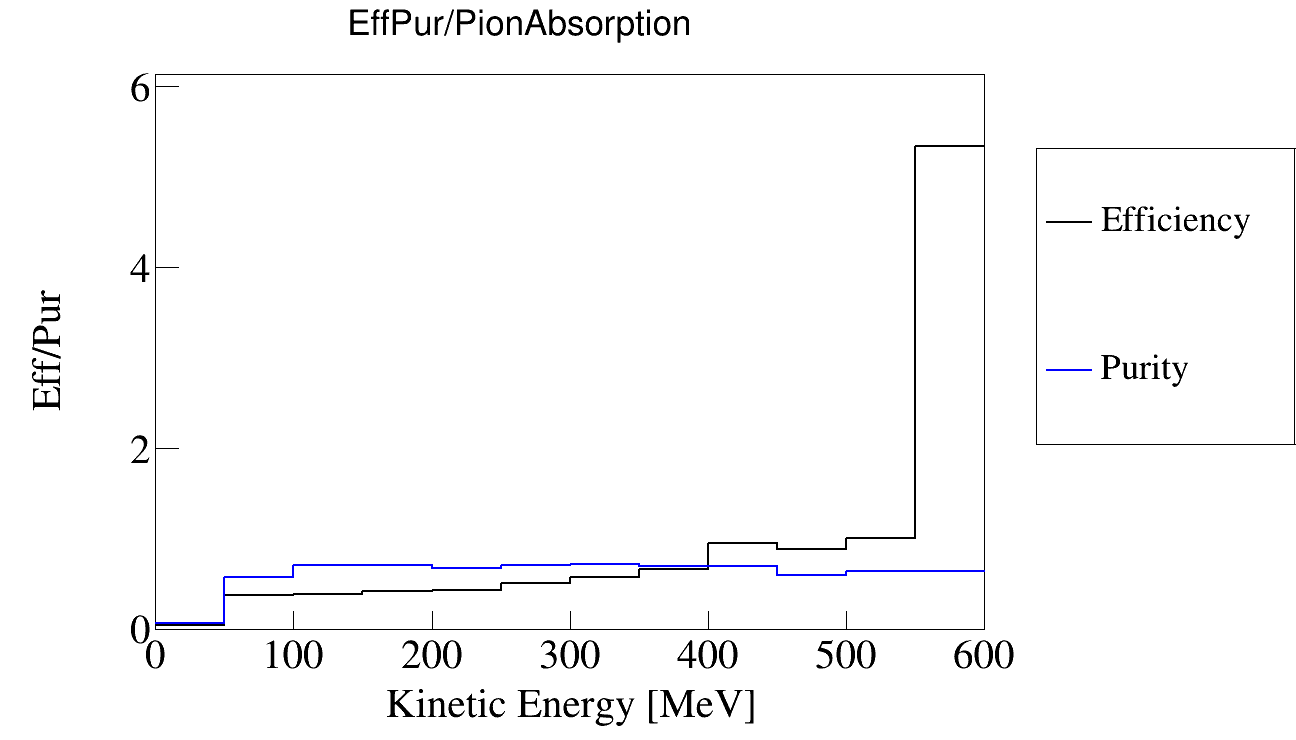 EffPur/PionAbsorption
6
4
2
0
Eff/Pur
0 100 200 300 400 500 600
Kinetic Energy [MeV]
Efficiency
Purity